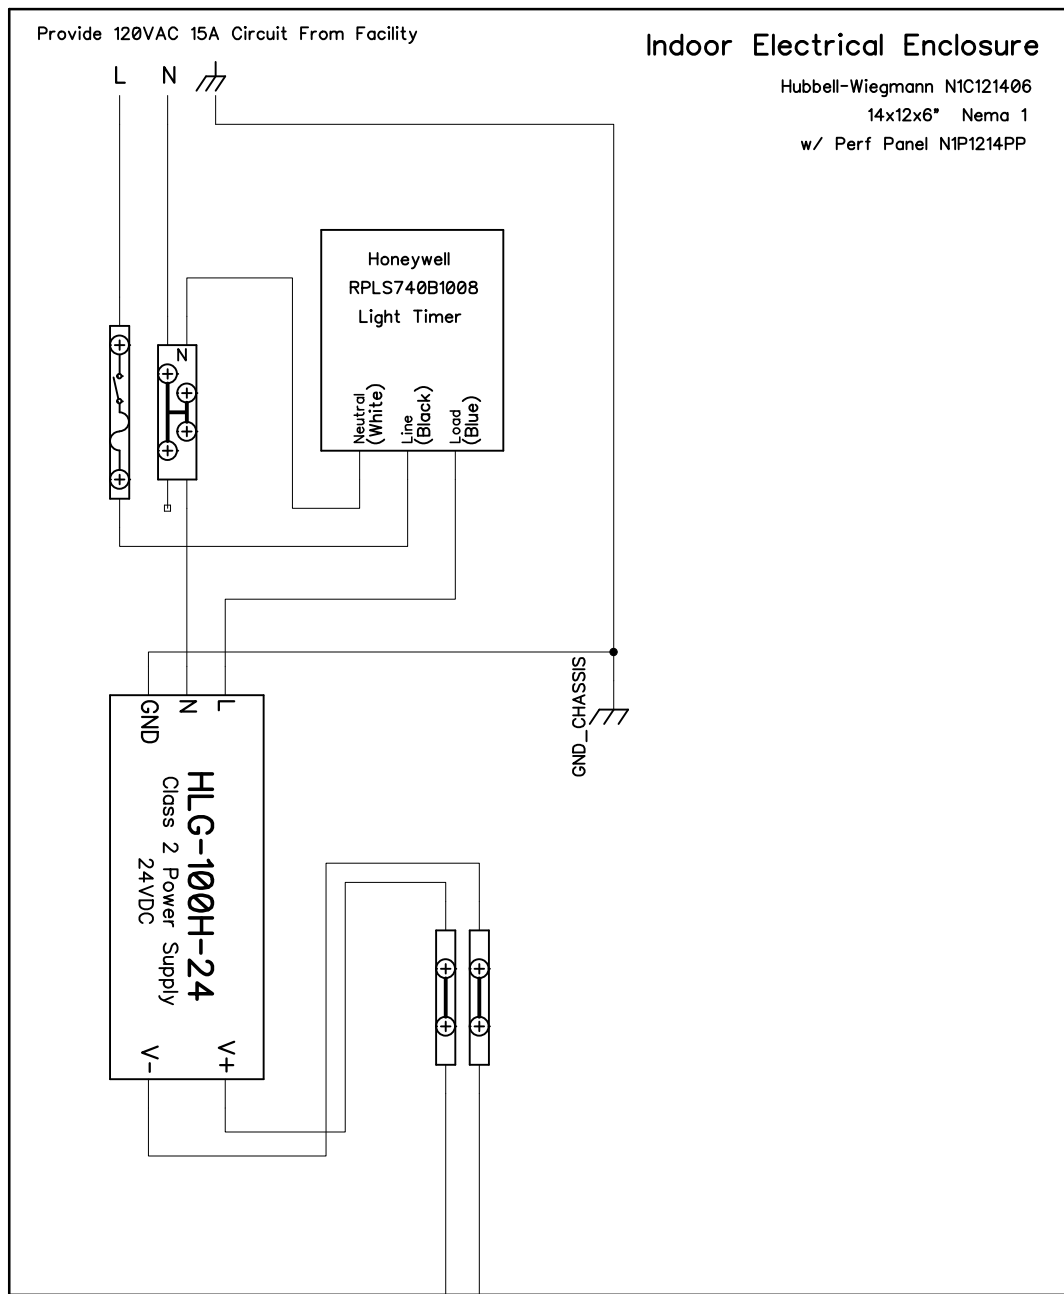 Provide 120VAC 15A Circuit From Facility
Indoor Electrical Enclosure
Hubbell-Wiegmann N1C121406
14x12x6" Nema 1
w/ Perf Panel N1P1214PP
L N
Honeywell
RPLS740B1008
Light Timer
N
Neutral
(White)
Line
(Black)
Load
(Blue)
GND_CHASSIS
GND
N
L
HLG-100H-24
Class 2 Power Supply
24VDC
V-
V+